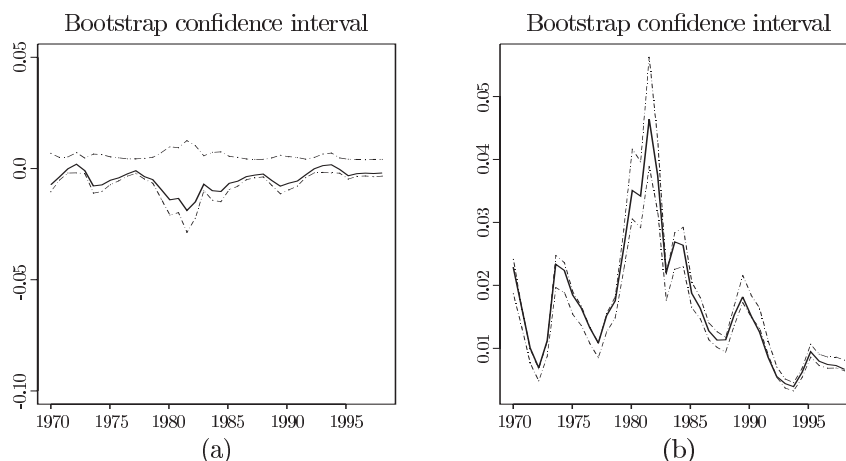 Bootstrap confidence interval
0.05
0.0
-0.05
-0.10
1970 1975 1980 1985 1990 1995
(a)
Bootstrap confidence interval
0.05
0.04
0.03
0.02
0.01
1970 1975 1980 1985 1990 1995
(b)